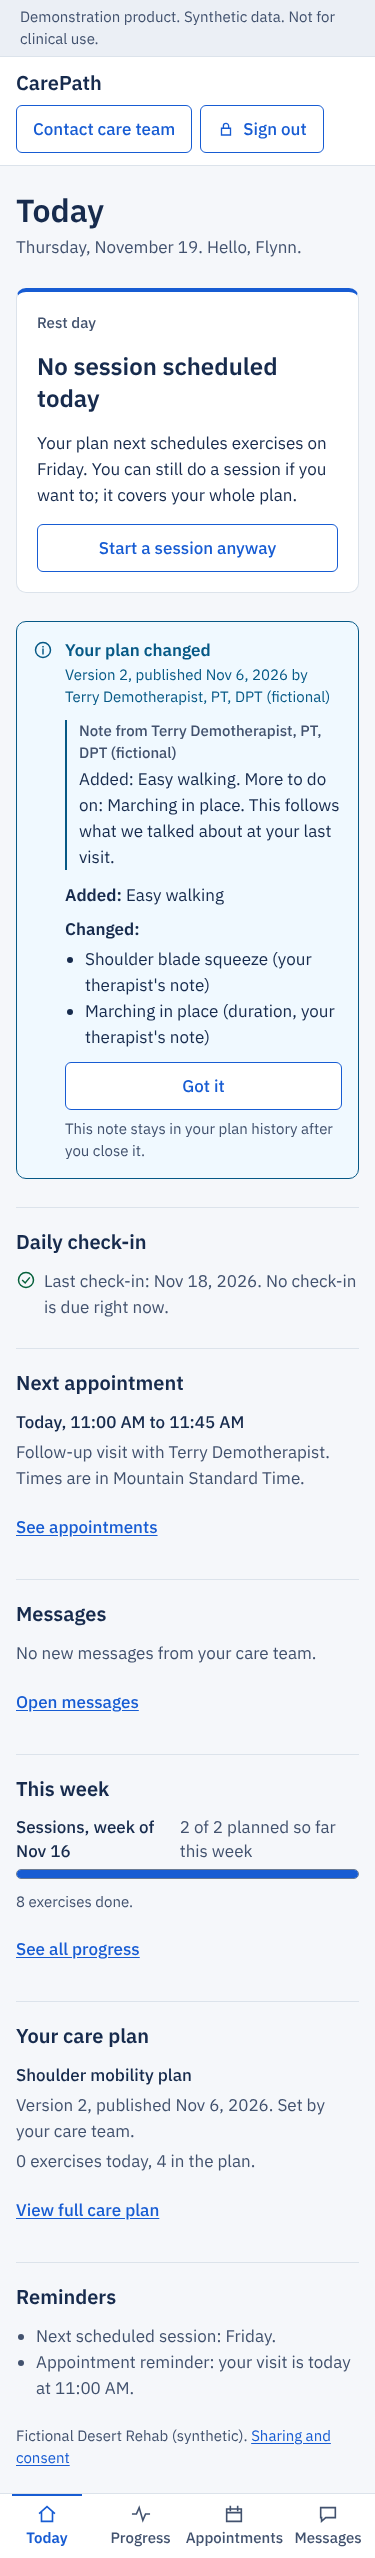 Demonstration product. Synthetic data. Not for
clinical use.
CarePath
Contact care team
Sign out
Today
Thursday, November 19. Hello, Flynn.
Rest day
No session scheduled
today
Your plan next schedules exercises on
Friday. You can still do a session if you
want to; it covers your whole plan.
Start a session anyway
Your plan changed
Version 2, published Nov 6, 2026 by
Terry Demotherapist, PT, DPT (fictional)
Note from Terry Demotherapist, PT,
DPT (fictional)
Added: Easy walking. More to do
on: Marching in place. This follows
what we talked about at your last
visit.
Added: Easy walking
Changed:
Shoulder blade squeeze (your
therapist's note)
Marching in place (duration, your
therapist's note)
Got it
This note stays in your plan history after
you close it.
Daily check-in
Last check-in: Nov 18, 2026. No check-in
is due right now.
Next appointment
Today, 11:00 AM to 11:45 AM
Follow-up visit with Terry Demotherapist.
Times are in Mountain Standard Time.
See appointments
Messages
No new messages from your care team.
Open messages
This week
Sessions, week of
Nov 16
2 of 2 planned so far
this week
8 exercises done.
See all progress
Your care plan
Shoulder mobility plan
Version 2, published Nov 6, 2026. Set by
your care team.
0 exercises today, 4 in the plan.
View full care plan
Reminders
Next scheduled session: Friday.
Appointment reminder: your visit is today
at 11:00 AM.
Fictional Desert Rehab (synthetic). Sharing and
consent
Today
Progress
Appointments
Messages